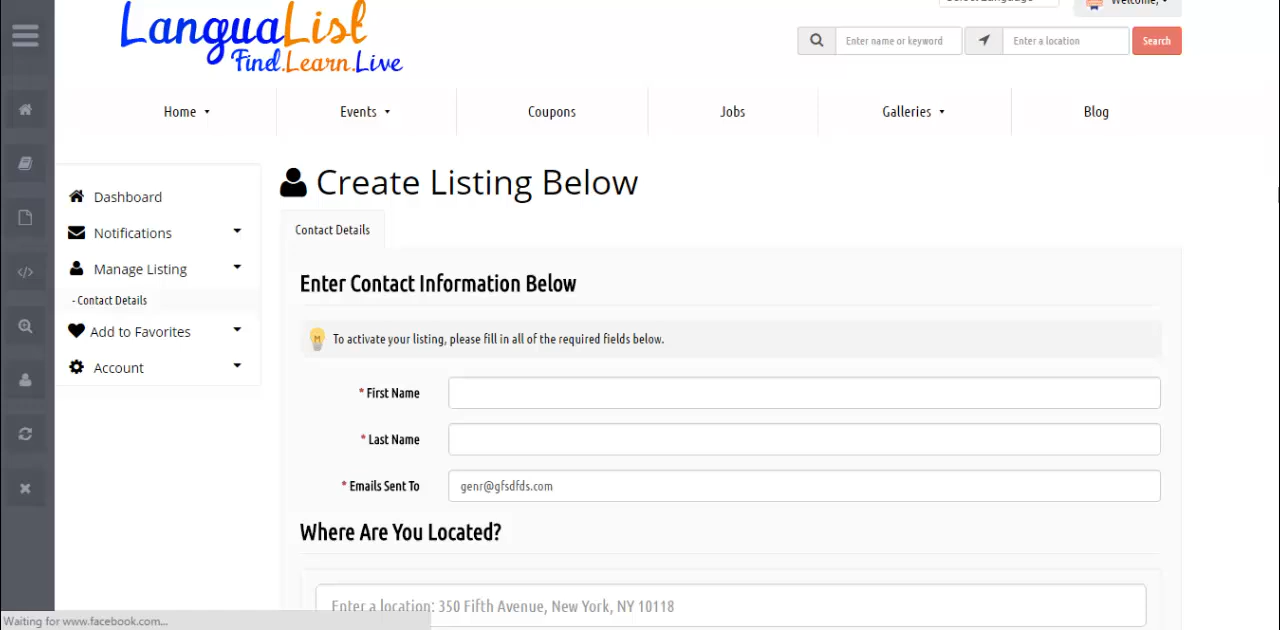 Welcome,
LanguaList
Find.Learn.Live
Enter name or keyword
Enter a location
Search
Home
Events
Coupons
Jobs
Galleries
Blog
Dashboard
Notifications
Manage Listing
- Contact Details
Add to Favorites
Account
Create Listing Below
Contact Details
Enter Contact Information Below
To activate your listing, please fill in all of the required fields below.
* First Name
* Last Name
* Emails Sent To
genr@gfsdfds.com
Where Are You Located?
Enter a location: 350 Fifth Avenue, New York, NY 10118
Waiting for www.facebook.com...